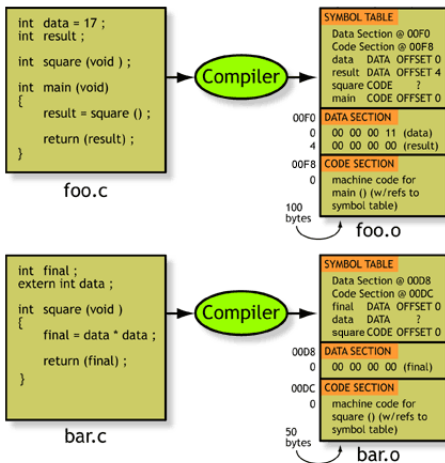 int data = 17 ;
int result ;
int square (void ) ;
int main (void)
{
result = square () ;
return (result) ;
}
foo.c
Compiler
SYMBOL TABLE
Data Section @ 00F0
Code Section @ 00F8
data DATA OFFSET 0
result DATA OFFSET 4
square CODE ?
main CODE OFFSET 0
00F0 DATA SECTION
0 00 00 00 11 (data)
4 00 00 00 00 (result)
00F8 CODE SECTION
0 machine code for
main () (w/refs to
symbol table)
100
bytes
foo.o
int final ;
extern int data ;
int square (void )
{
final = data * data ;
return (final) ;
}
bar.c
Compiler
SYMBOL TABLE
Data Section @ 00D8
Code Section @ 00DC
final DATA OFFSET 0
data DATA ?
square CODE OFFSET 0
00D8 DATA SECTION
0 00 00 00 00 (final)
00DC CODE SECTION
0 machine code for
square () (w/refs to
symbol table)
50
bytes
bar.o